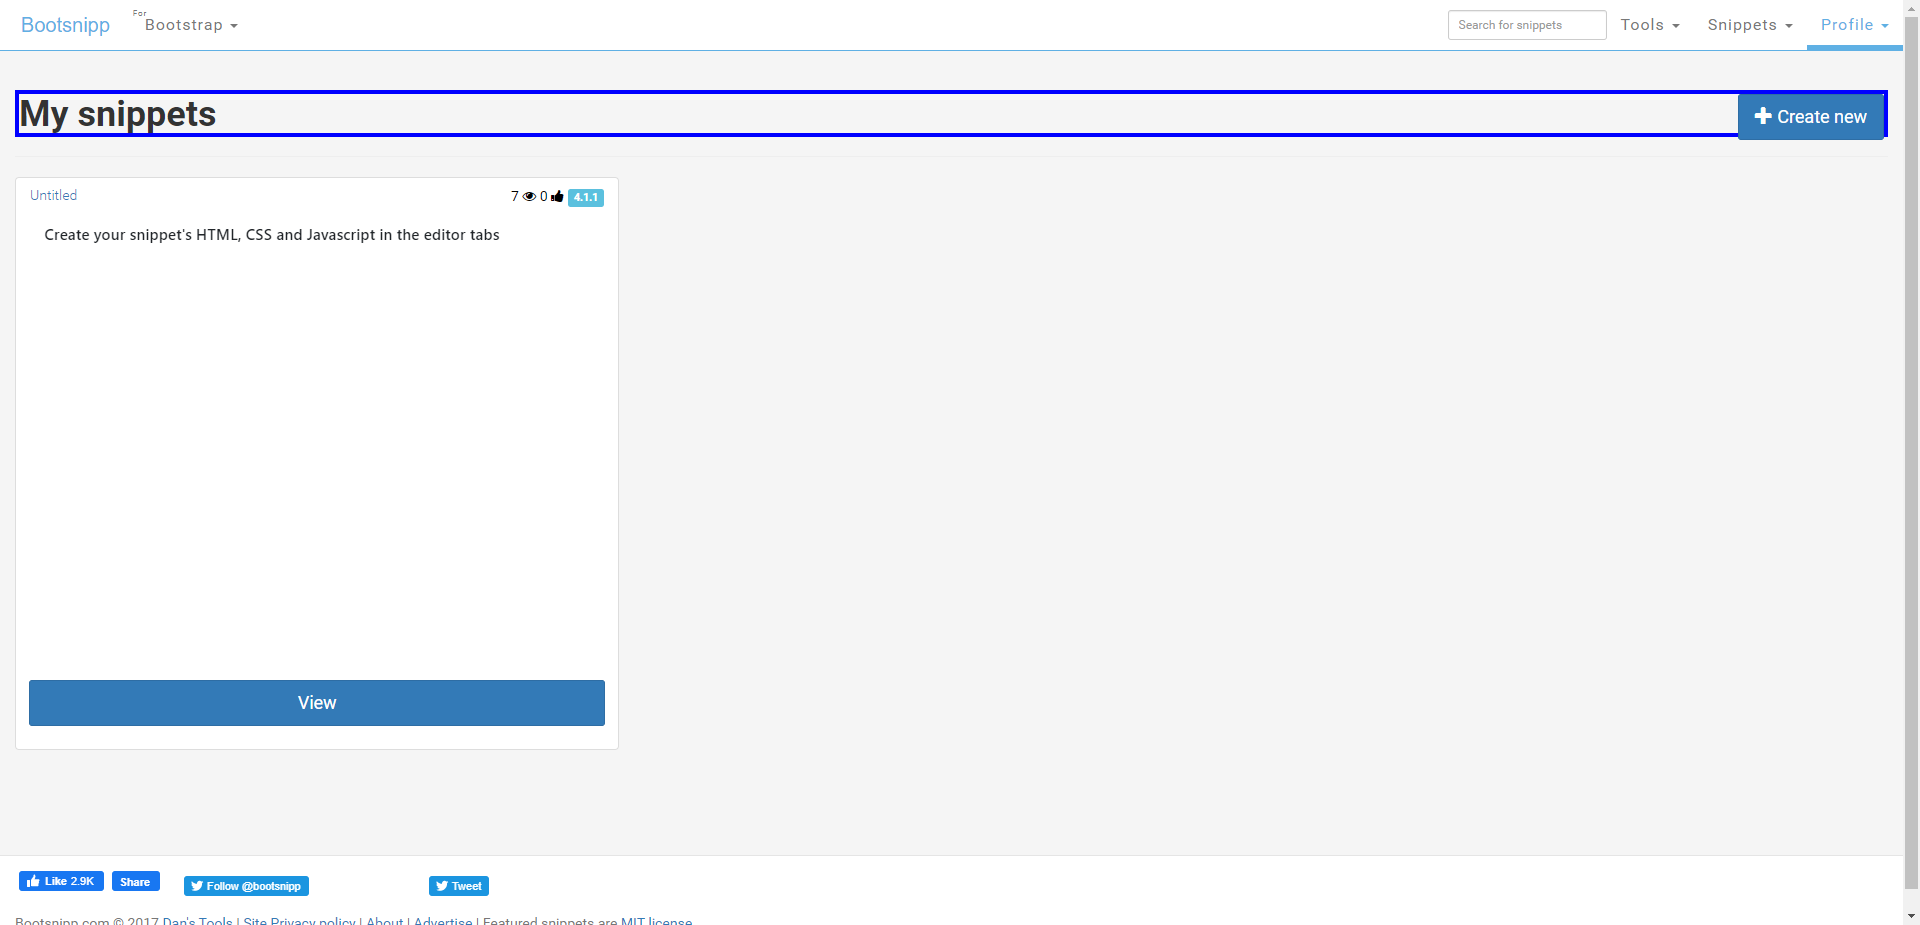 Bootsnipp
For
Bootstrap
Search for snippets
Tools
Snippets
Profile
My snippets
Create new
Untitled
7 0 4.1.1
Create your snippet's HTML, CSS and Javascript in the editor tabs
View
Like 2.9K
Share
Follow @bootsnipp
Tweet
Bootsnipp.com © 2017 Dan's Tools | Site Privacy policy | About | Advertise | Featured snippets are MIT license